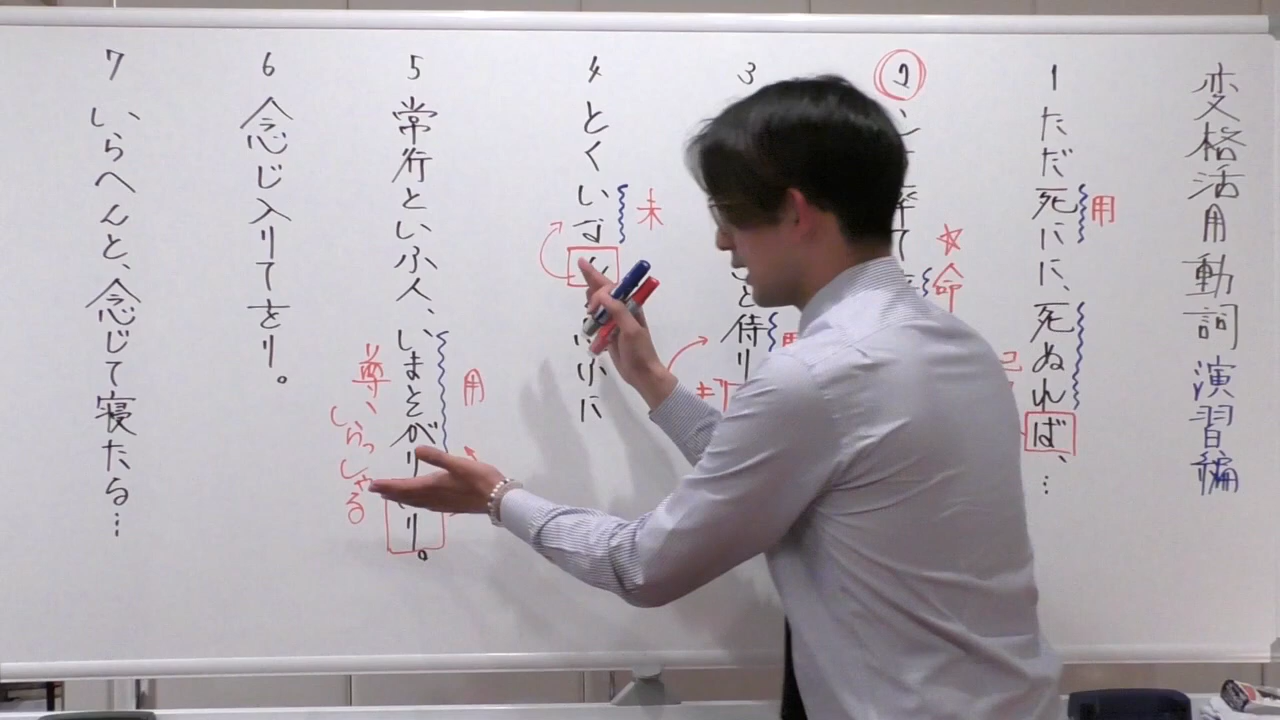 変格活用動詞 演習編
1 ただ死にに、死ぬれば、…
用
2
命
3
侍り
4 とくいな
に
未
5 常行といふ人、いまそがり
り。
用
尊、いらっしゃる
6 念じ入りてをり。
7 いらへんと、念じて寝たる…